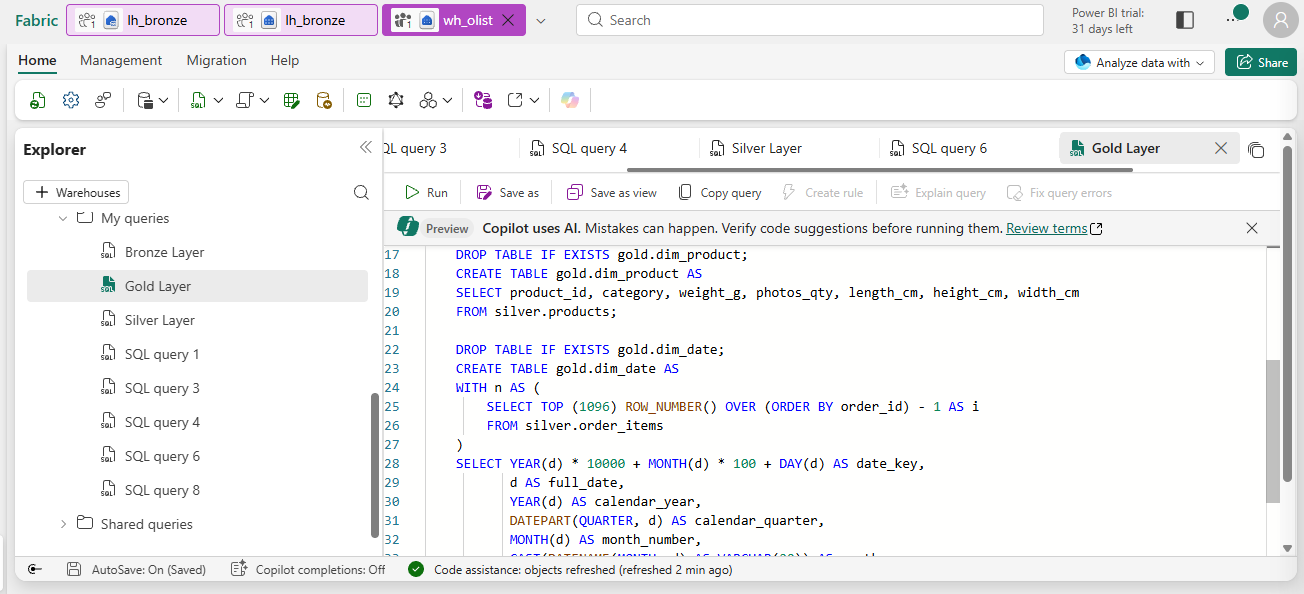 Fabric lh_bronze lh_bronze wh_olist Search Power BI trial:
31 days left
Home Management Migration Help Analyze data with Share
Explorer
Warehouses
My queries
Bronze Layer
Gold Layer
Silver Layer
SQL query 1
SQL query 3
SQL query 4
SQL query 6
SQL query 8
Shared queries
QL query 3 SQL query 4 Silver Layer SQL query 6 Gold Layer
Run Save as Save as view Copy query Create rule Explain query Fix query errors
Preview Copilot uses AI. Mistakes can happen. Verify code suggestions before running them. Review terms
17 DROP TABLE IF EXISTS gold.dim_product;
18 CREATE TABLE gold.dim_product AS
19 SELECT product_id, category, weight_g, photos_qty, length_cm, height_cm, width_cm
20 FROM silver.products;
21
22 DROP TABLE IF EXISTS gold.dim_date;
23 CREATE TABLE gold.dim_date AS
24 WITH n AS (
25 SELECT TOP (1096) ROW_NUMBER() OVER (ORDER BY order_id) - 1 AS i
26 FROM silver.order_items
27 )
28 SELECT YEAR(d) * 10000 + MONTH(d) * 100 + DAY(d) AS date_key,
29 d AS full_date,
30 YEAR(d) AS calendar_year,
31 DATEPART(QUARTER, d) AS calendar_quarter,
32 MONTH(d) AS month_number,
AutoSave: On (Saved) Copilot completions: Off Code assistance: objects refreshed (refreshed 2 min ago)